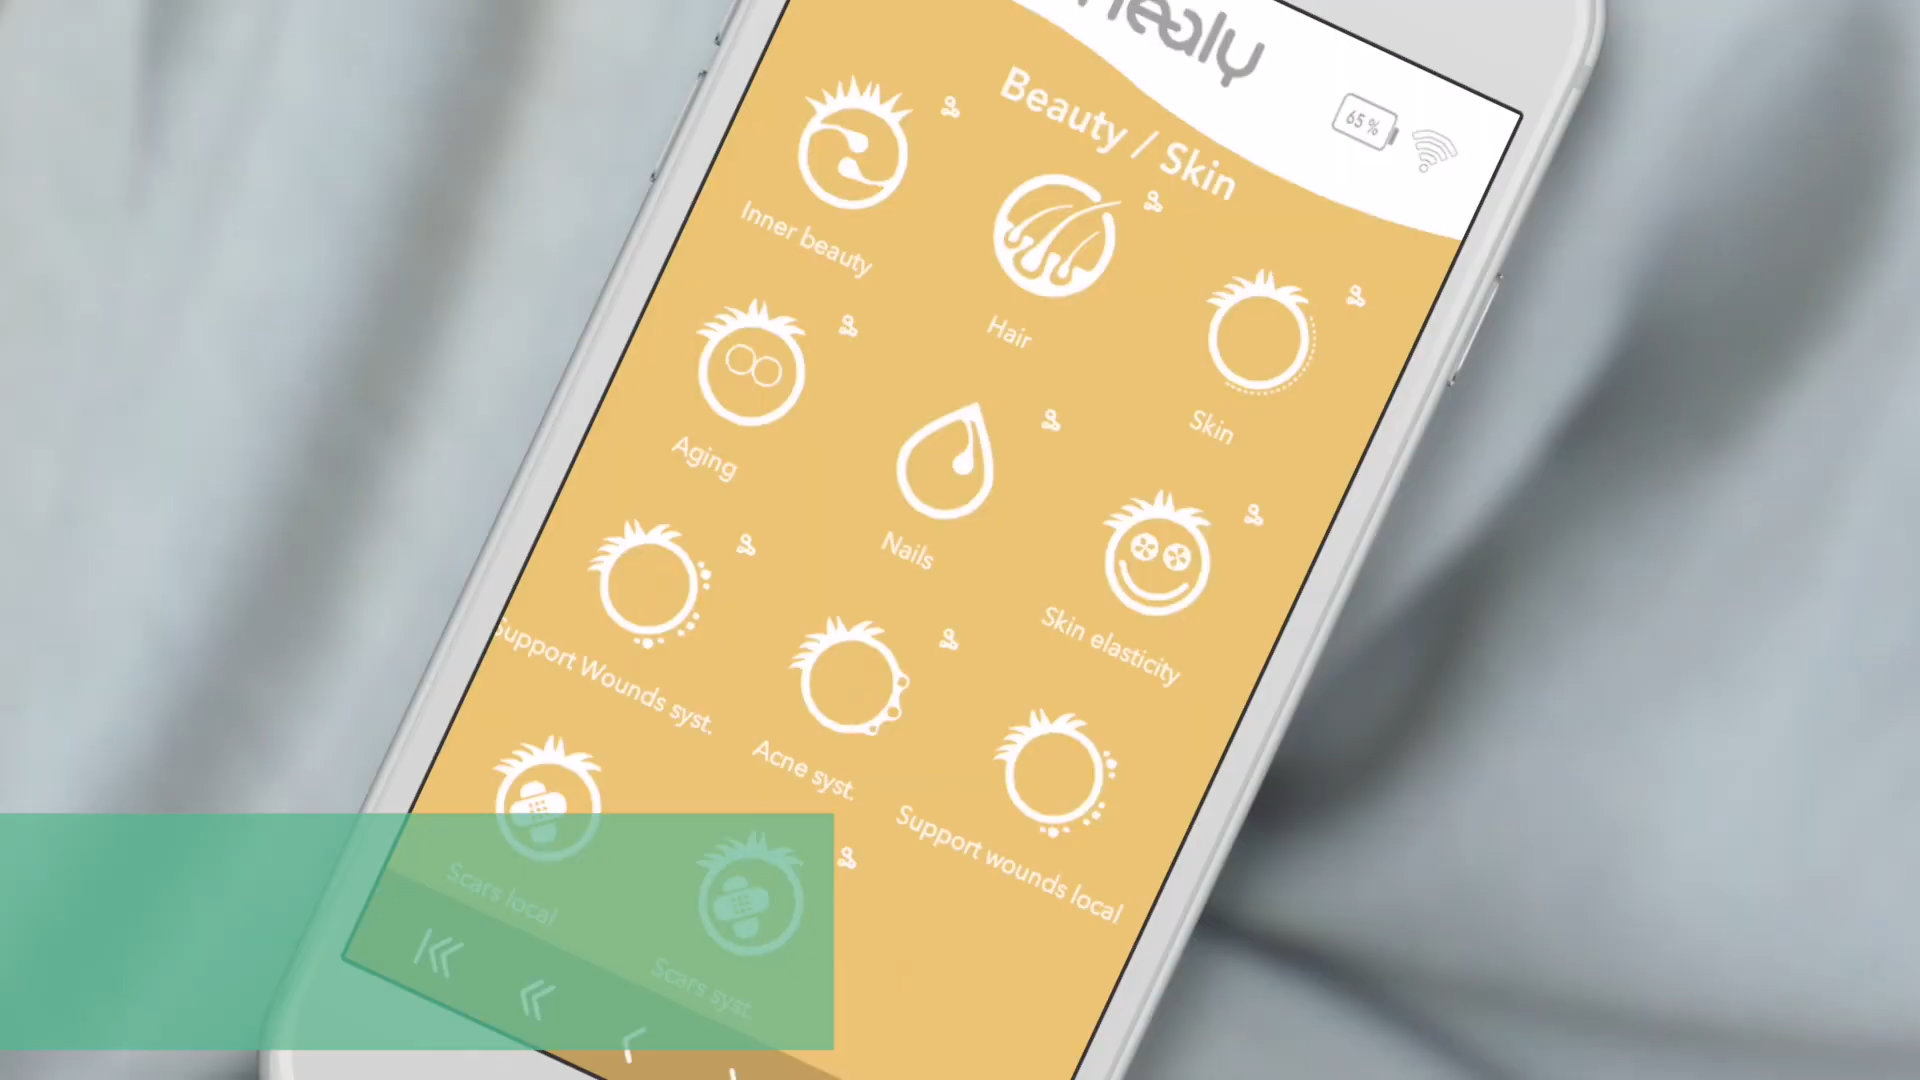 healy
65 %
Beauty / Skin
Inner beauty
Hair
Skin
Aging
Nails
Skin elasticity
Support Wounds syst.
Acne syst.
Support wounds local
Scars local
Scars syst.